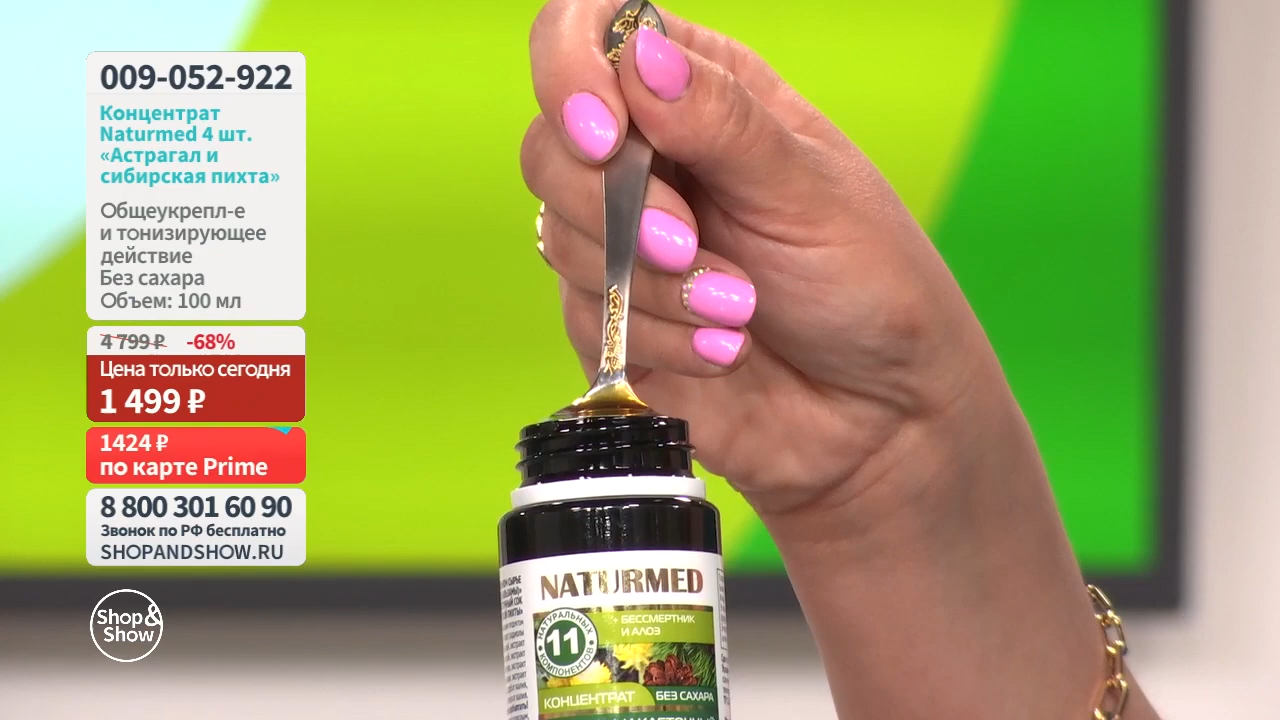 009-052-922
Концентрат
Naturmed 4 шт.
«Астрагал и
сибирская пихта»
Общеукрепл-е
и тонизирующее
действие
Без сахара
Объем: 100 мл
4 799 ₽ -68%
Цена только сегодня
1 499 ₽
1424 ₽
по карте Prime
8 800 301 60 90
Звонок по РФ бесплатно
SHOPANDSHOW.RU
Shop&
Show
NATURMED
+ БЕССМЕРТНИК
И АЛОЭ
НАТУРАЛЬНЫХ
11
КОМПОНЕНТОВ
КОНЦЕНТРАТ
БЕЗ САХАРА